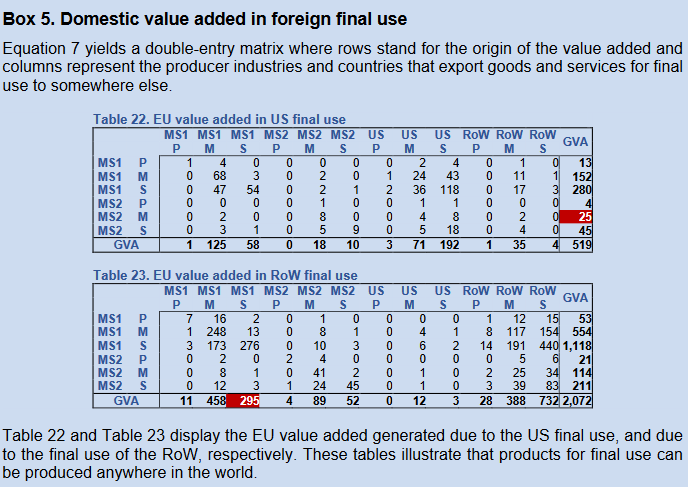 Box 5. Domestic value added in foreign final use
Equation 7 yields a double-entry matrix where rows stand for the origin of the value added and
columns represent the producer industries and countries that export goods and services for final
use to somewhere else.
Table 22. EU value added in US final use
MS1 MS1 MS1 MS2 MS2 MS2 US US US RoW RoW RoW GVA
P M S P M S P M S P M S
MS1 P 1 4 0 0 0 0 0 2 4 0 1 0 13
MS1 M 0 68 3 0 2 0 1 24 43 0 11 1 152
MS1 S 0 47 54 0 2 1 2 36 118 0 17 3 280
MS2 P 0 0 0 0 1 0 0 1 1 0 0 0 4
MS2 M 0 2 0 0 8 0 0 4 8 0 2 0 25
MS2 S 0 3 1 0 5 9 0 5 18 0 4 0 45
GVA 1 125 58 0 18 10 3 71 192 1 35 4 519
Table 23. EU value added in RoW final use
MS1 MS1 MS1 MS2 MS2 MS2 US US US RoW RoW RoW GVA
P M S P M S P M S P M S
MS1 P 7 16 2 0 1 0 0 0 0 1 12 15 53
MS1 M 1 248 13 0 8 1 0 4 1 8 117 154 554
MS1 S 3 173 276 0 10 3 0 6 2 14 191 440 1,118
MS2 P 0 2 0 2 4 0 0 0 0 0 5 6 21
MS2 M 0 8 1 0 41 2 0 1 0 2 25 34 114
MS2 S 0 12 3 1 24 45 0 1 0 3 39 83 211
GVA 11 458 295 4 89 52 0 12 3 28 388 732 2,072
Table 22 and Table 23 display the EU value added generated due to the US final use, and due
to the final use of the RoW, respectively. These tables illustrate that products for final use can
be produced anywhere in the world.